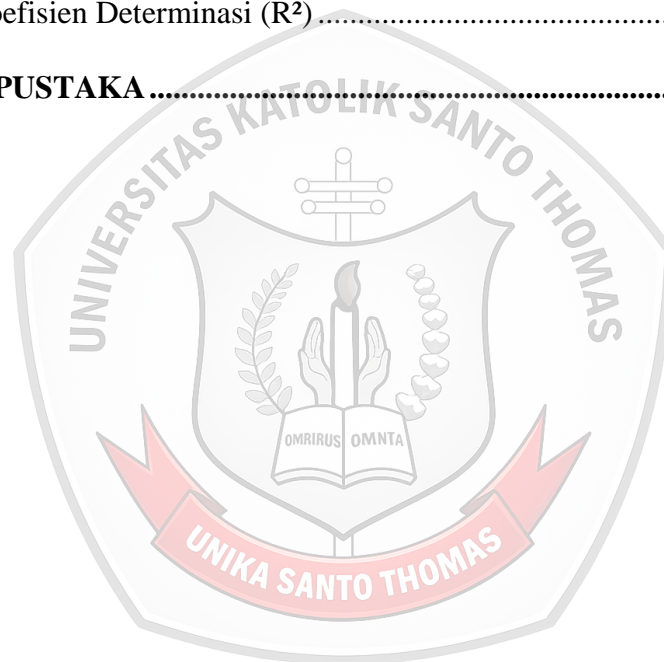 oefisien Determinasi (R²)........................................
PUSTAKA................................................................
UNIVERSITAS KATOLIK SANTO THOMAS
OMRIRUS OMNTA
UNIKA SANTO THOMAS